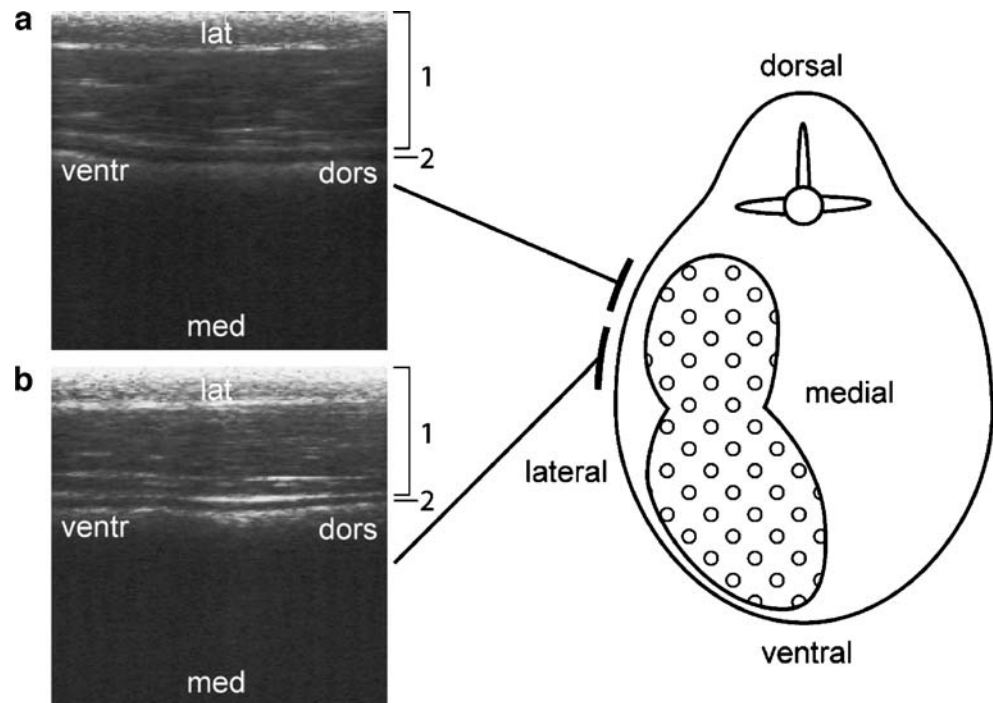 a
lat
1
2
ventr
dors
med
b
lat
1
2
ventr
dors
med
dorsal
medial
lateral
ventral